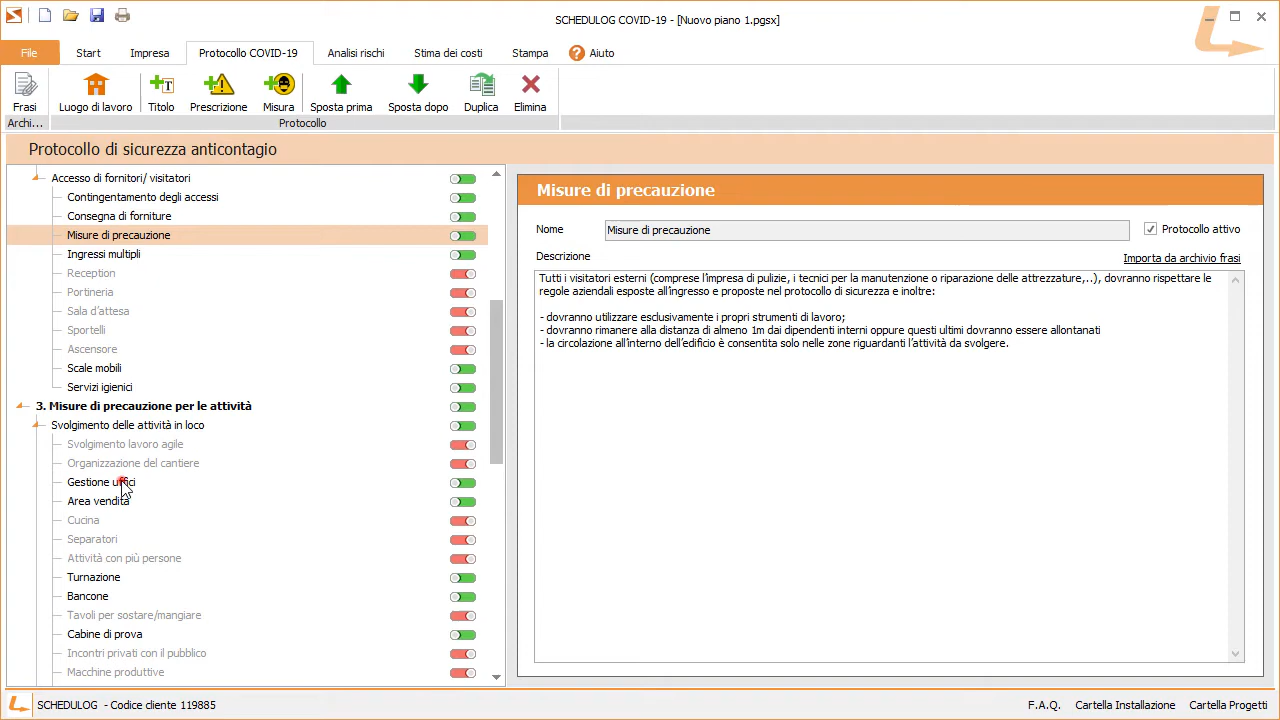 SCHEDULOG COVID-19 - [Nuovo piano 1.pgsx]
File Start Impresa Protocollo COVID-19 Analisi rischi Stima dei costi Stampa ? Aiuto
Frasi Luogo di lavoro Titolo Prescrizione Misura Sposta prima Sposta dopo Duplica Elimina
Archi... Protocollo
Protocollo di sicurezza anticontagio
Accesso di fornitori/ visitatori
Contingentamento degli accessi
Consegna di forniture
Misure di precauzione
Ingressi multipli
Reception
Portineria
Sala d'attesa
Sportelli
Ascensore
Scale mobili
Servizi igienici
3. Misure di precauzione per le attività
Svolgimento delle attività in loco
Svolgimento lavoro agile
Organizzazione del cantiere
Gestione uffici
Area vendita
Cucina
Separatori
Attività con più persone
Turnazione
Bancone
Tavoli per sostare/mangiare
Cabine di prova
Incontri privati con il pubblico
Macchine produttive
Misure di precauzione
Nome Misure di precauzione Protocollo attivo
Descrizione Importa da archivio frasi
Tutti i visitatori esterni (comprese l'impresa di pulizie, i tecnici per la manutenzione o riparazione delle attrezzature,..), dovranno rispettare le
regole aziendali esposte all'ingresso e proposte nel protocollo di sicurezza e inoltre:
- dovranno utilizzare esclusivamente i propri strumenti di lavoro;
- dovranno rimanere alla distanza di almeno 1m dai dipendenti interni oppure questi ultimi dovranno essere allontanati
- la circolazione all'interno dell'edificio è consentita solo nelle zone riguardanti l'attività da svolgere.
SCHEDULOG - Codice cliente 119885 F.A.Q. Cartella Installazione Cartella Progetti